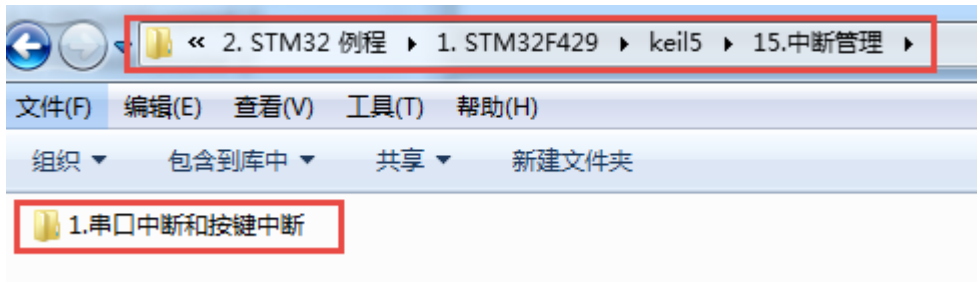 « 2. STM32 例程 ▸ 1. STM32F429 ▸ keil5 ▸ 15.中断管理 ▸
文件(F) 编辑(E) 查看(V) 工具(T) 帮助(H)
组织 ▼ 包含到库中 ▼ 共享 ▼ 新建文件夹
1.串口中断和按键中断